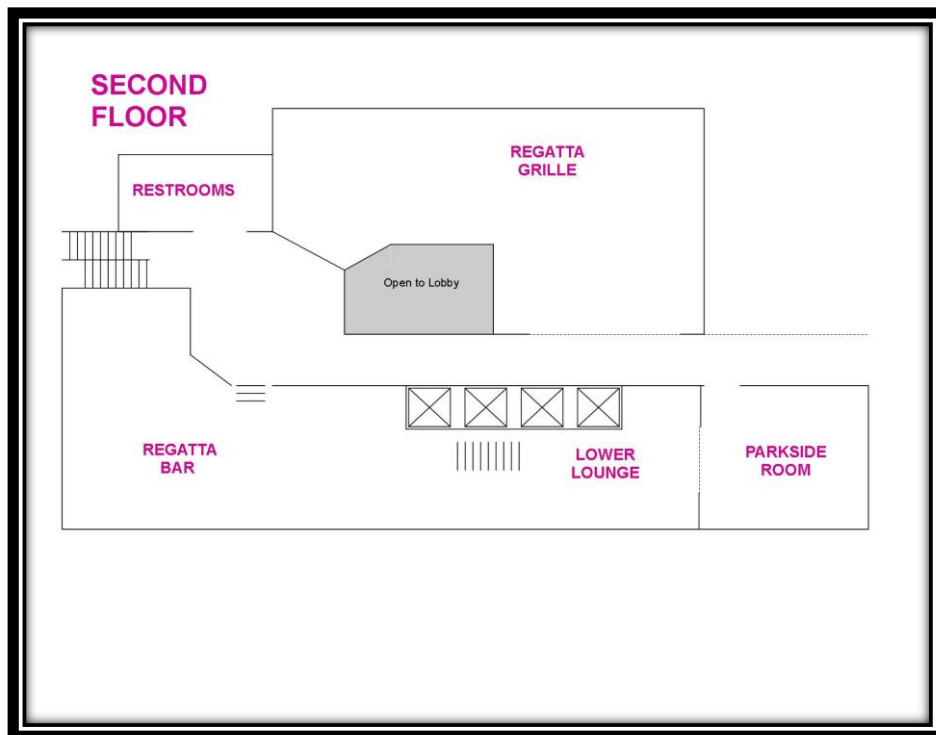 SECOND
FLOOR
REGATTA
GRILLE
RESTROOMS
Open to Lobby
REGATTA
BAR
LOWER
LOUNGE
PARKSIDE
ROOM